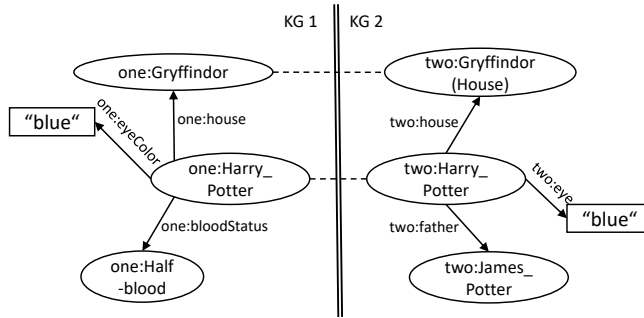 KG 1
KG 2
one:Gryffindor
two:Gryffindor
(House)
one:house
two:house
"blue"
one:eyeColor
one:Harry_
Potter
two:Harry_
Potter
two:eye
"blue"
one:bloodStatus
two:father
one:Half
-blood
two:James_
Potter